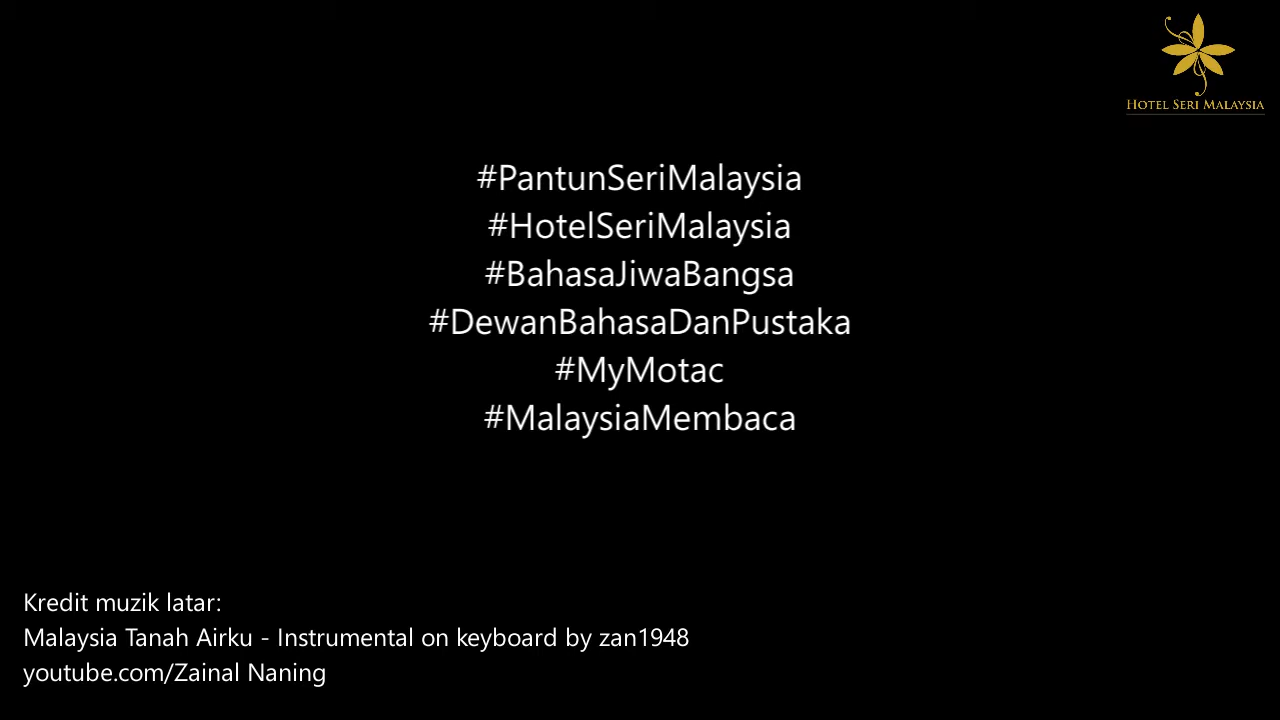 HOTEL SERI MALAYSIA
#PantunSeriMalaysia
#HotelSeriMalaysia
#BahasaJiwaBangsa
#DewanBahasaDanPustaka
#MyMotac
#MalaysiaMembaca
Kredit muzik latar:
Malaysia Tanah Airku - Instrumental on keyboard by zan1948
youtube.com/Zainal Naning